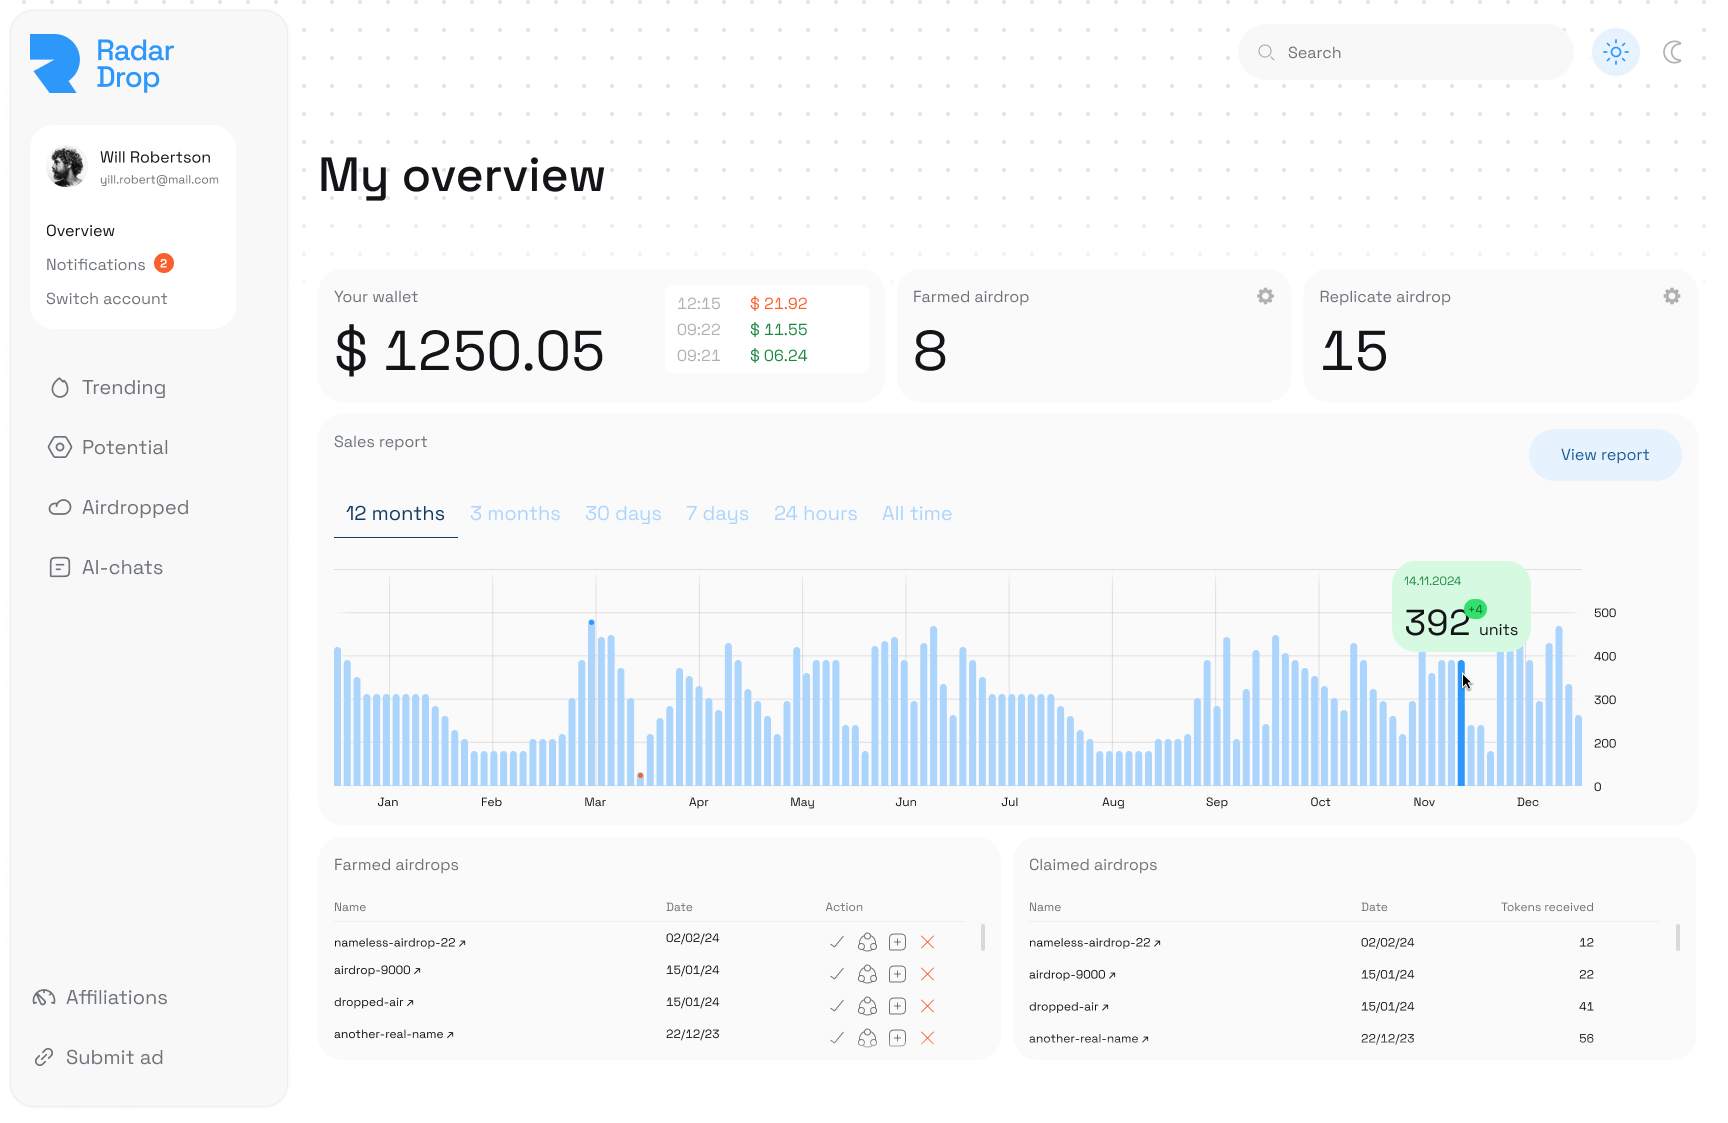 Radar
Drop
Search
Will Robertson
yill.robert@mail.com
Overview
Notifications 2
Switch account
Trending
Potential
Airdropped
AI-chats
Affiliations
Submit ad
My overview
Your wallet
$ 1250.05
12:15 $ 21.92
09:22 $ 11.55
09:21 $ 06.24
Farmed airdrop
8
Replicate airdrop
15
Sales report
View report
12 months 3 months 30 days 7 days 24 hours All time
14.11.2024
392 +4 units
500
400
300
200
0
Jan Feb Mar Apr May Jun Jul Aug Sep Oct Nov Dec
Farmed airdrops
Name Date Action
nameless-airdrop-22 02/02/24
airdrop-9000 15/01/24
dropped-air 15/01/24
another-real-name 22/12/23
Claimed airdrops
Name Date Tokens received
nameless-airdrop-22 02/02/24 12
airdrop-9000 15/01/24 22
dropped-air 15/01/24 41
another-real-name 22/12/23 56